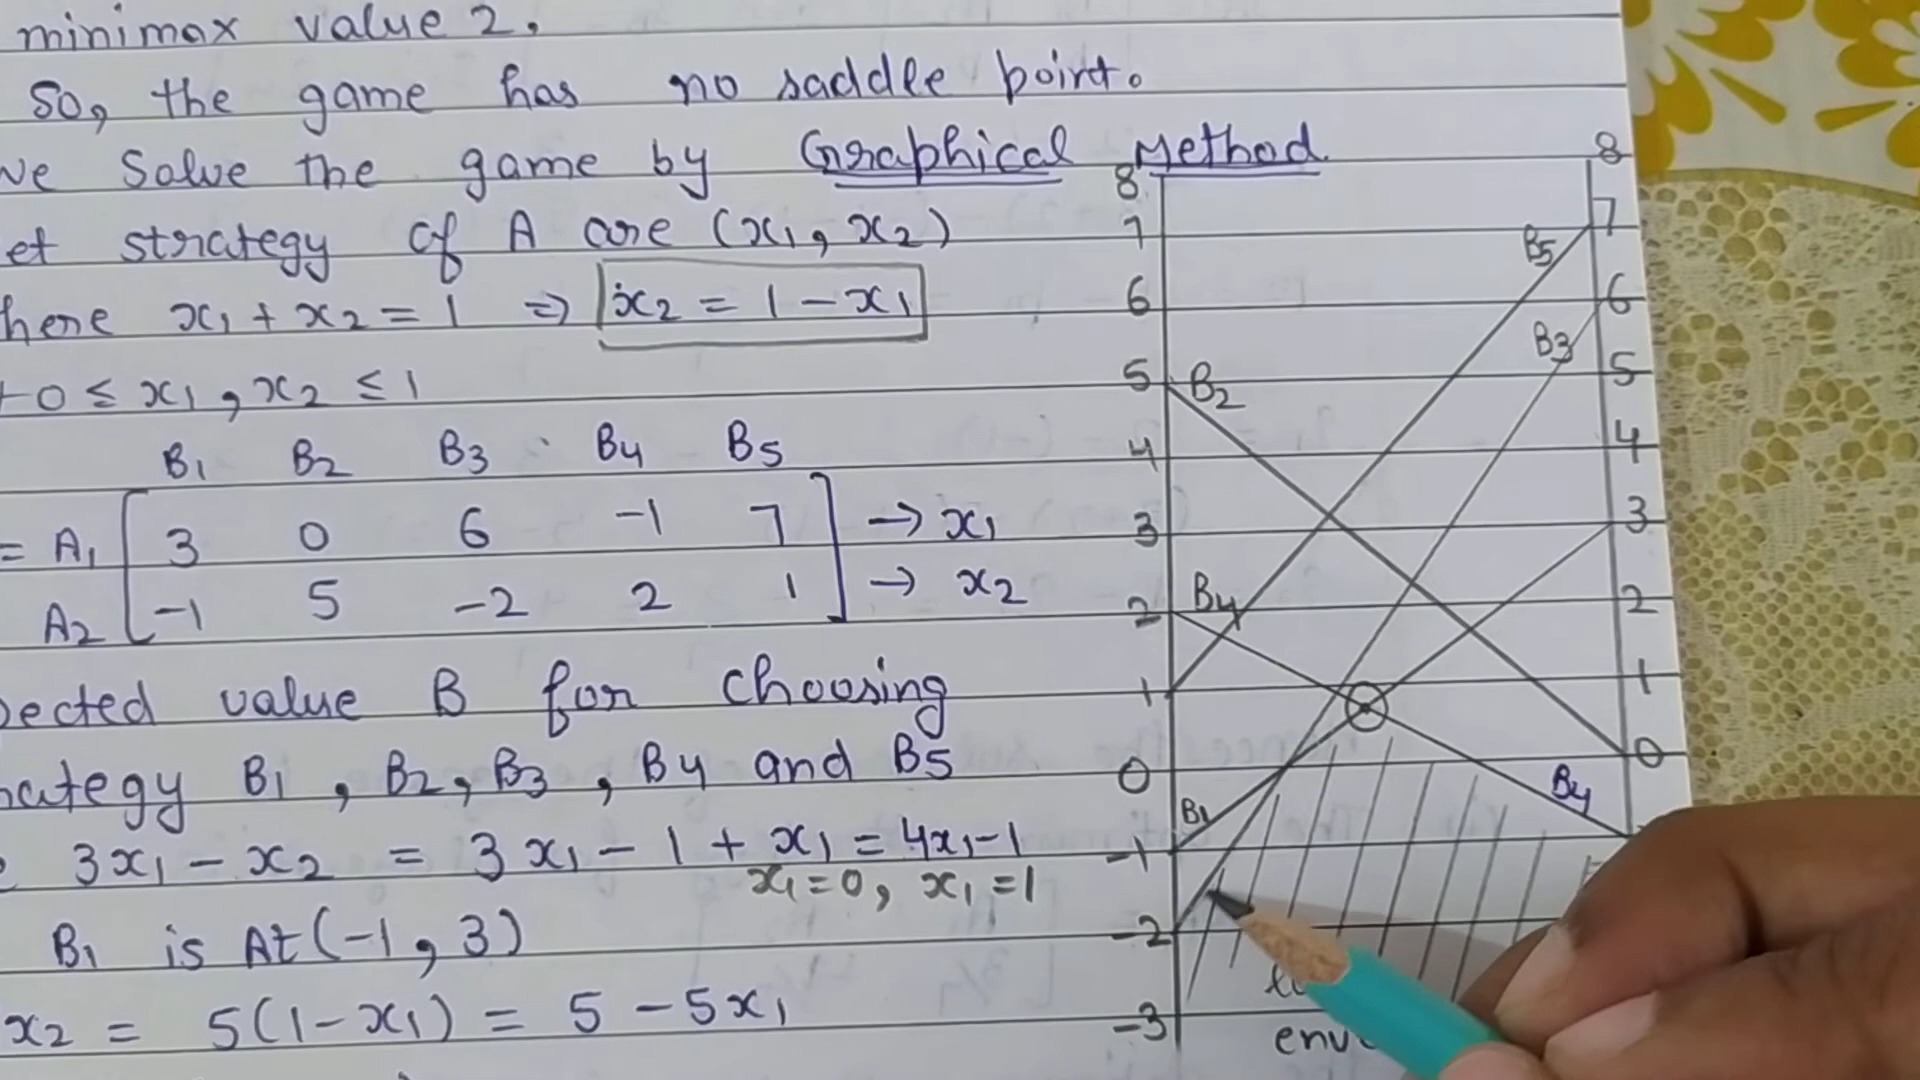 minimax value 2.
So, the game has no saddle point.
we Solve the game by Graphical Method
et strategy of A are (x1, x2)
here x1 + x2 = 1 ⇒ x2 = 1 - x1
0 ≤ x1, x2 ≤ 1
B1 B2 B3 B4 B5
= A1 3 0 6 -1 7 → x1
A2 -1 5 -2 2 1 → x2
pected value B for choosing
rategy B1, B2, B3, B4 and B5
3x1 - x2 = 3x1 - 1 + x1 = 4x1-1
x1=0, x1=1
B1 is At (-1, 3)
x2 = 5(1-x1) = 5 - 5x1
8
7
6
5
4
3
2
1
0
-1
-2
-3
B2
B4
B1
B5
B3
B4
8
7
6
5
4
3
2
1
0
env